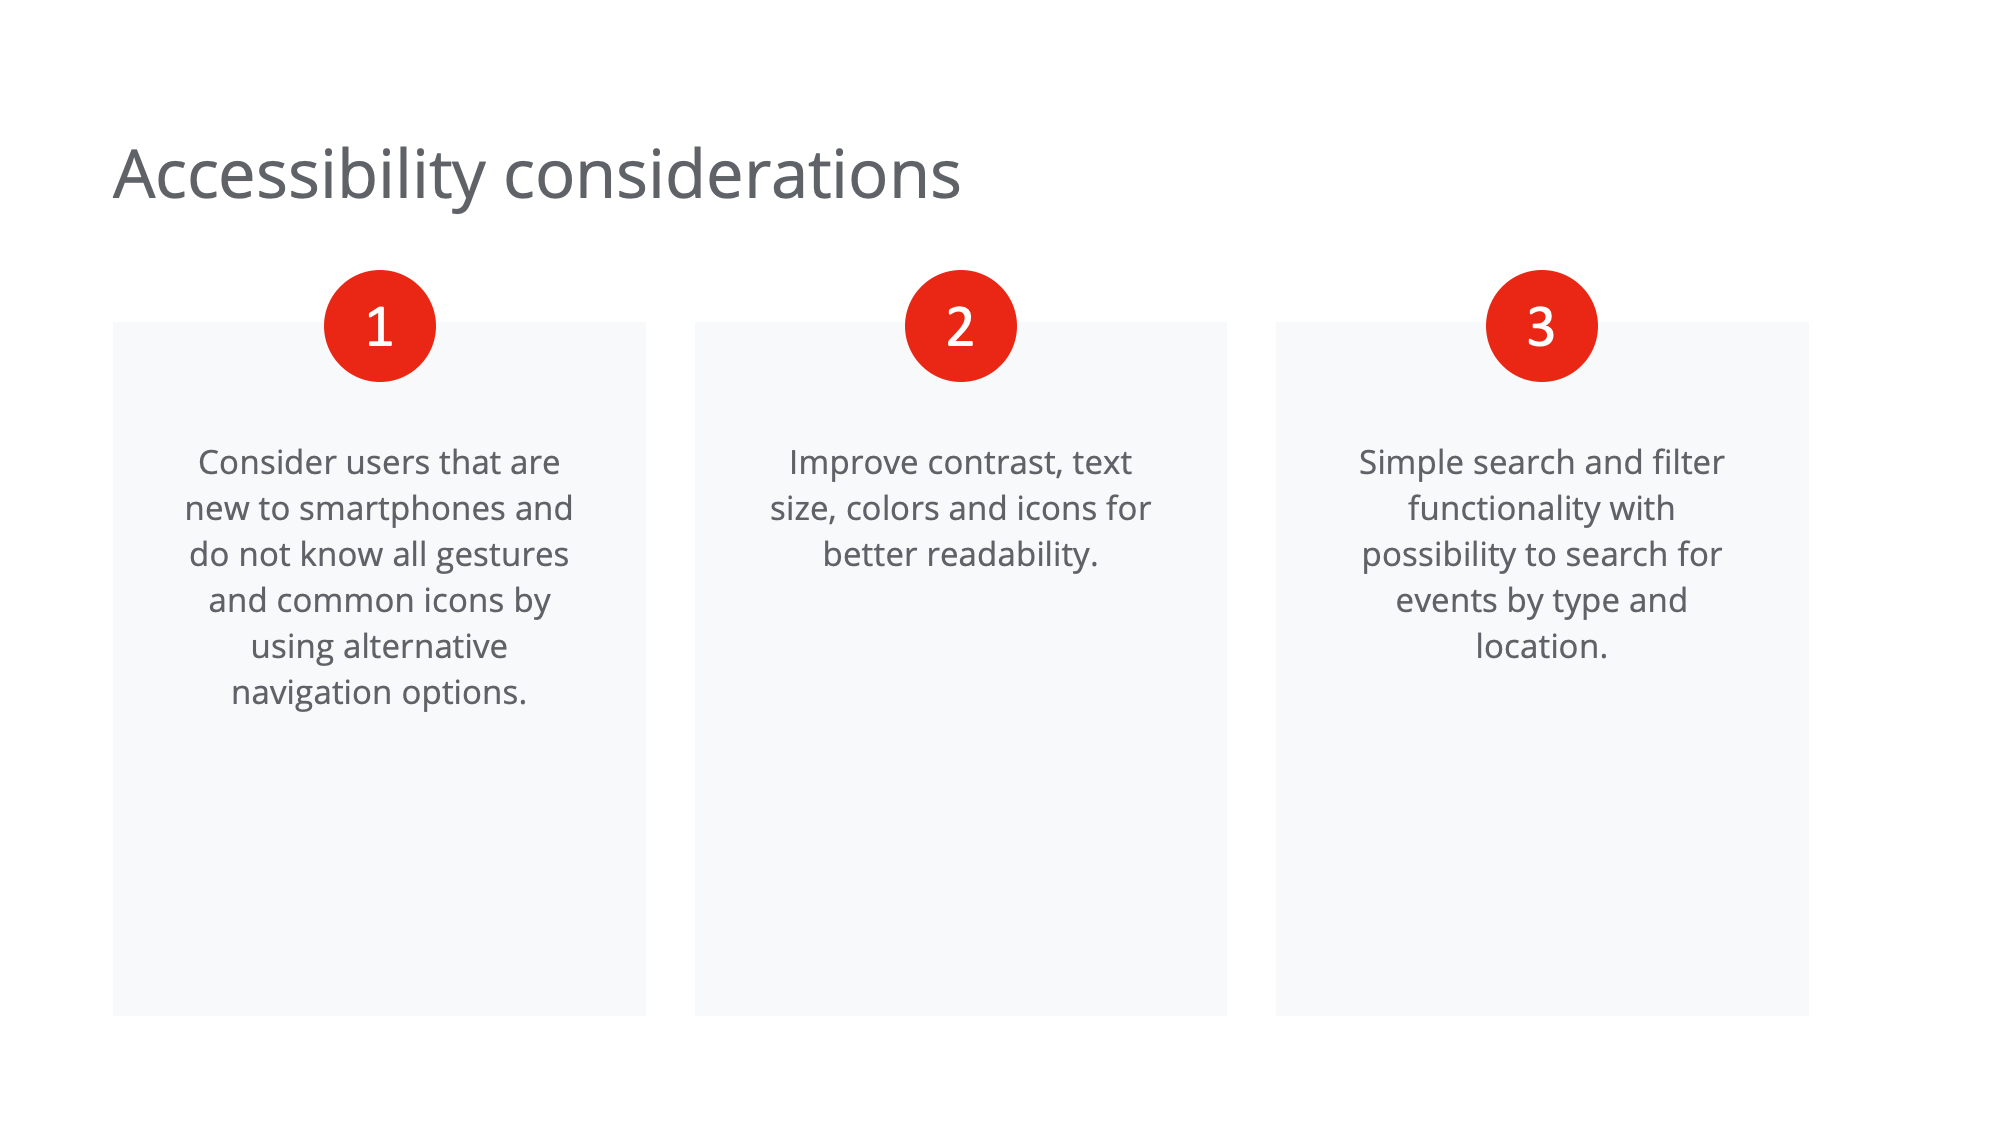 Accessibility considerations
1
Consider users that are
new to smartphones and
do not know all gestures
and common icons by
using alternative
navigation options.
2
Improve contrast, text
size, colors and icons for
better readability.
3
Simple search and filter
functionality with
possibility to search for
events by type and
location.